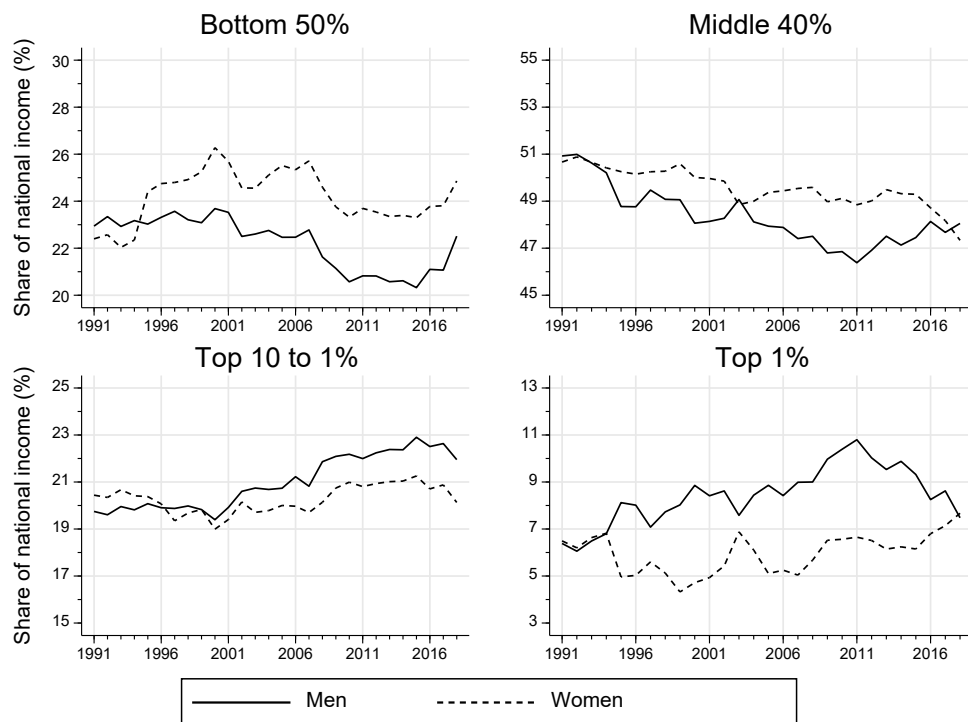 Bottom 50%
Middle 40%
Share of national income (%)
30
28
26
24
22
20
1991 1996 2001 2006 2011 2016
55
53
51
49
47
45
1991 1996 2001 2006 2011 2016
Top 10 to 1%
Top 1%
Share of national income (%)
25
23
21
19
17
15
1991 1996 2001 2006 2011 2016
13
11
9
7
5
3
1991 1996 2001 2006 2011 2016
Men Women